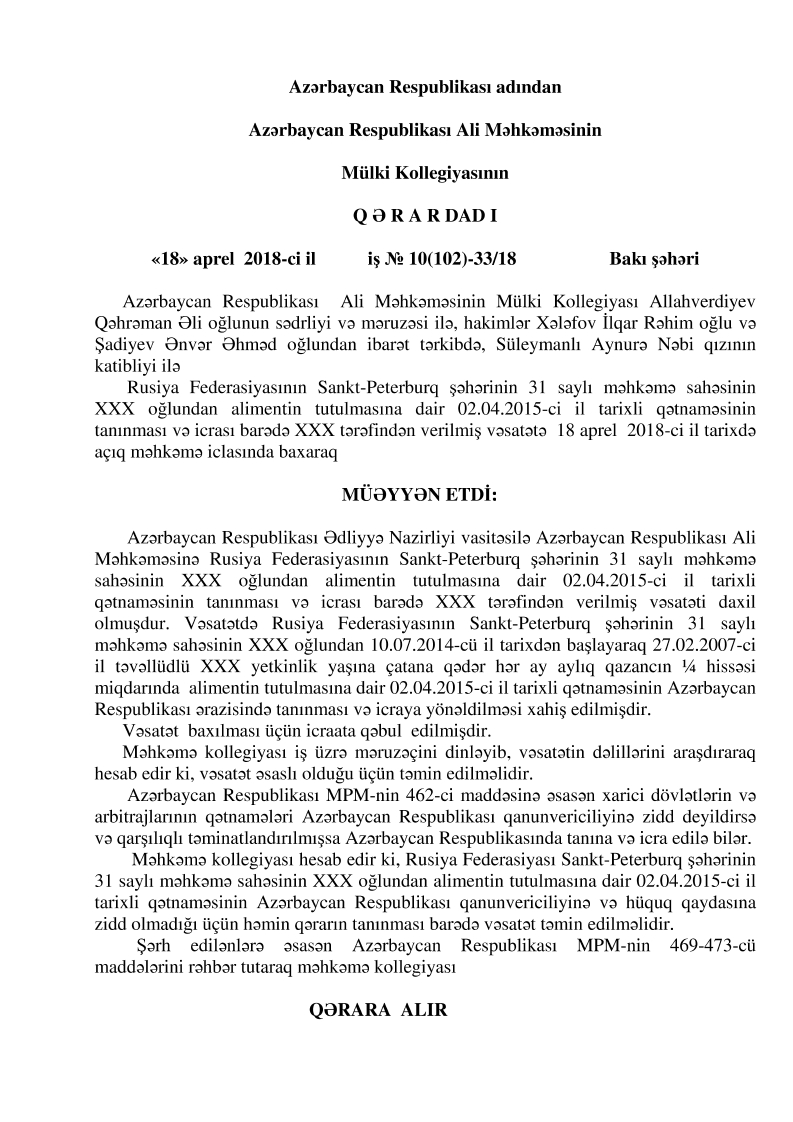 Azərbaycan Respublikası adından
Azərbaycan Respublikası Ali Məhkəməsinin
Mülki Kollegiyasının
Q Ə R A R DAD I
«18» aprel 2018-ci il iş № 10(102)-33/18 Bakı şəhəri
Azərbaycan Respublikası Ali Məhkəməsinin Mülki Kollegiyası Allahverdiyev
Qəhrəman Əli oğlunun sədrliyi və məruzəsi ilə, hakimlər Xələfov İlqar Rəhim oğlu və
Şadiyev Ənvər Əhməd oğlundan ibarət tərkibdə, Süleymanlı Aynurə Nəbi qızının
katibliyi ilə
Rusiya Federasiyasının Sankt-Peterburq şəhərinin 31 saylı məhkəmə sahəsinin
XXX oğlundan alimentin tutulmasına dair 02.04.2015-ci il tarixli qətnaməsinin
tanınması və icrası barədə XXX tərəfindən verilmiş vəsatətə 18 aprel 2018-ci il tarixdə
açıq məhkəmə iclasında baxaraq
MÜƏYYƏN ETDİ:
Azərbaycan Respublikası Ədliyyə Nazirliyi vasitəsilə Azərbaycan Respublikası Ali
Məhkəməsinə Rusiya Federasiyasının Sankt-Peterburq şəhərinin 31 saylı məhkəmə
sahəsinin XXX oğlundan alimentin tutulmasına dair 02.04.2015-ci il tarixli
qətnaməsinin tanınması və icrası barədə XXX tərəfindən verilmiş vəsatəti daxil
olmuşdur. Vəsatətdə Rusiya Federasiyasının Sankt-Peterburq şəhərinin 31 saylı
məhkəmə sahəsinin XXX oğlundan 10.07.2014-cü il tarixdən başlayaraq 27.02.2007-ci
il təvəllüdlü XXX yetkinlik yaşına çatana qədər hər ay aylıq qazancın ¼ hissəsi
miqdarında alimentin tutulmasına dair 02.04.2015-ci il tarixli qətnaməsinin Azərbaycan
Respublikası ərazisində tanınması və icraya yönəldilməsi xahiş edilmişdir.
Vəsatət baxılması üçün icraata qəbul edilmişdir.
Məhkəmə kollegiyası iş üzrə məruzəçini dinləyib, vəsatətin dəlillərini araşdıraraq
hesab edir ki, vəsatət əsaslı olduğu üçün təmin edilməlidir.
Azərbaycan Respublikası MPM-nin 462-ci maddəsinə əsasən xarici dövlətlərin və
arbitrajlarının qətnamələri Azərbaycan Respublikası qanunvericiliyinə zidd deyildirsə
və qarşılıqlı təminatlandırılmışsa Azərbaycan Respublikasında tanına və icra edilə bilər.
Məhkəmə kollegiyası hesab edir ki, Rusiya Federasiyası Sankt-Peterburq şəhərinin
31 saylı məhkəmə sahəsinin XXX oğlundan alimentin tutulmasına dair 02.04.2015-ci il
tarixli qətnaməsinin Azərbaycan Respublikası qanunvericiliyinə və hüquq qaydasına
zidd olmadığı üçün həmin qərarın tanınması barədə vəsatət təmin edilməlidir.
Şərh edilənlərə əsasən Azərbaycan Respublikası MPM-nin 469-473-cü
maddələrini rəhbər tutaraq məhkəmə kollegiyası
QƏRARA ALIR